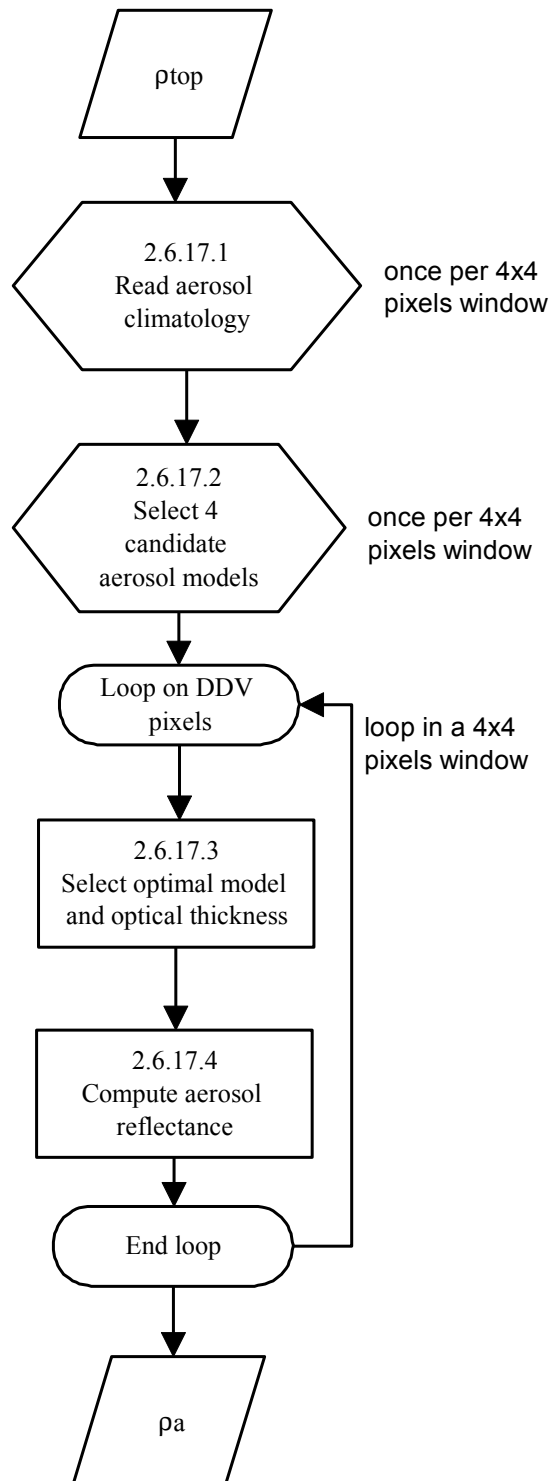 ρtop
2.6.17.1
Read aerosol
climatology
once per 4x4
pixels window
2.6.17.2
Select 4
candidate
aerosol models
once per 4x4
pixels window
Loop on DDV
pixels
loop in a 4x4
pixels window
2.6.17.3
Select optimal model
and optical thickness
2.6.17.4
Compute aerosol
reflectance
End loop
ρa